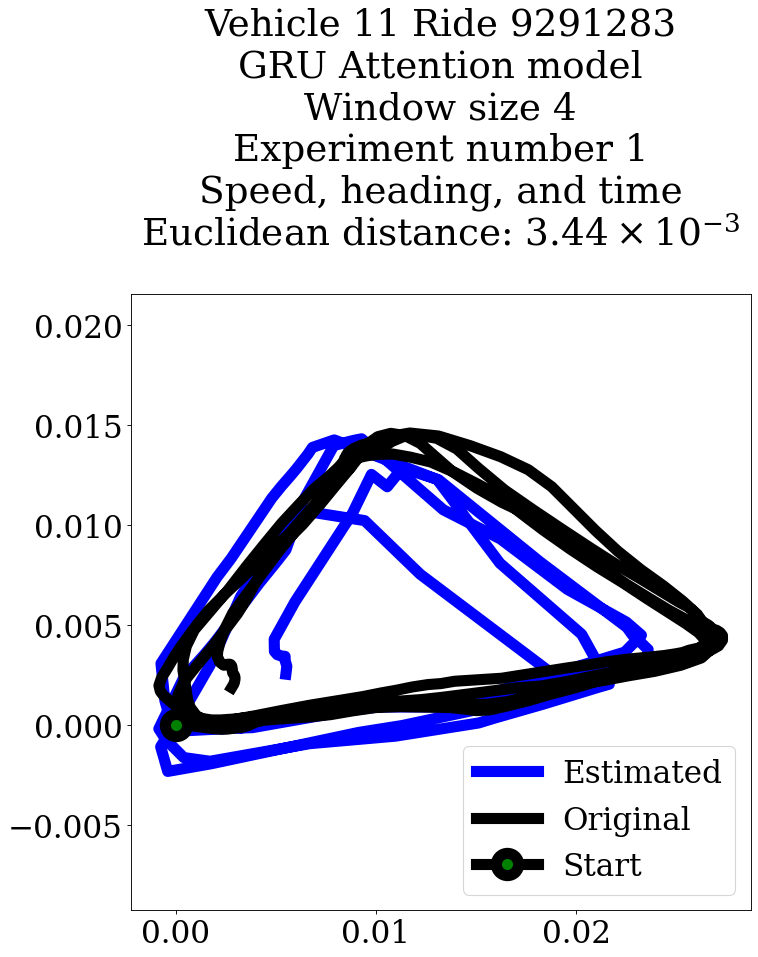 Vehicle 11 Ride 9291283
GRU Attention model
Window size 4
Experiment number 1
Speed, heading, and time
Euclidean distance: 3.44 × 10⁻³
0.020
0.015
0.010
0.005
0.000
−0.005
Estimated
Original
Start
0.00 0.01 0.02